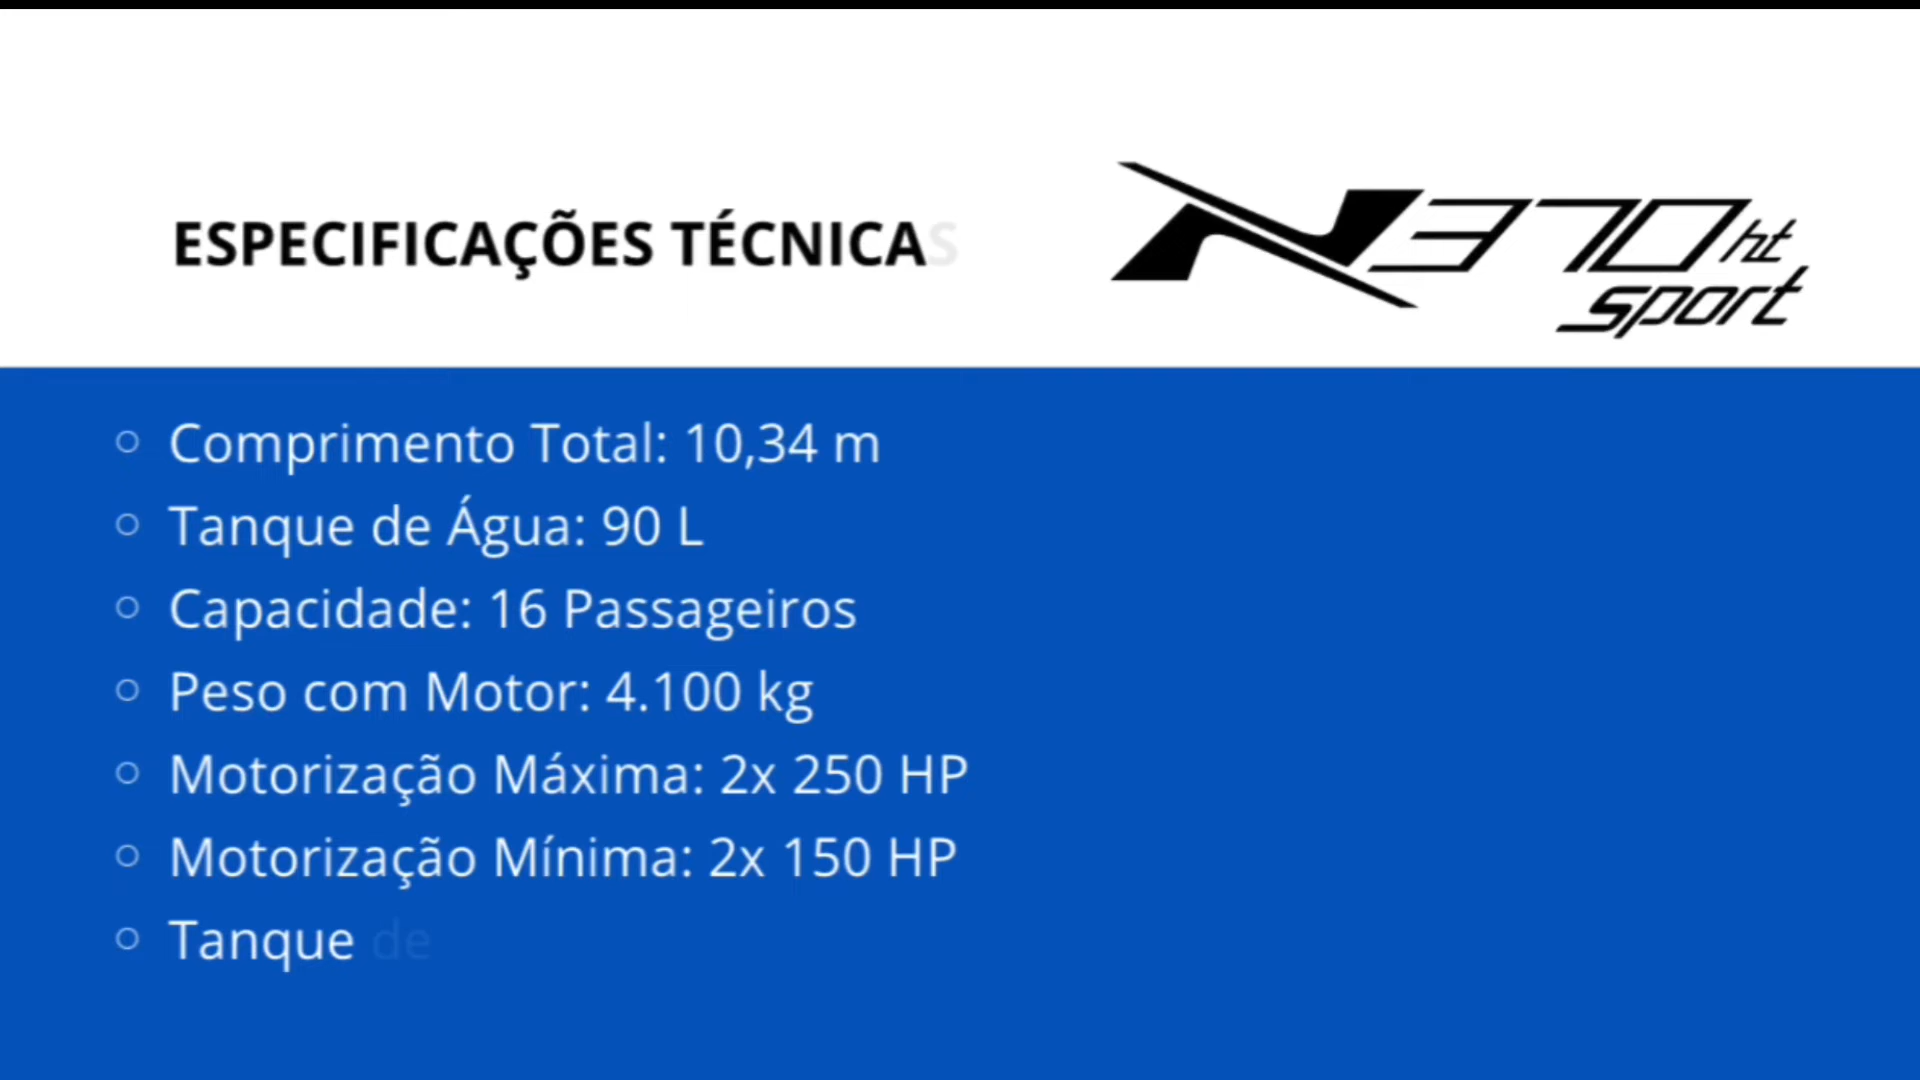 ESPECIFICAÇÕES TÉCNICAS
N370 ht
sport
Comprimento Total: 10,34 m
Tanque de Água: 90 L
Capacidade: 16 Passageiros
Peso com Motor: 4.100 kg
Motorização Máxima: 2x 250 HP
Motorização Mínima: 2x 150 HP
Tanque de